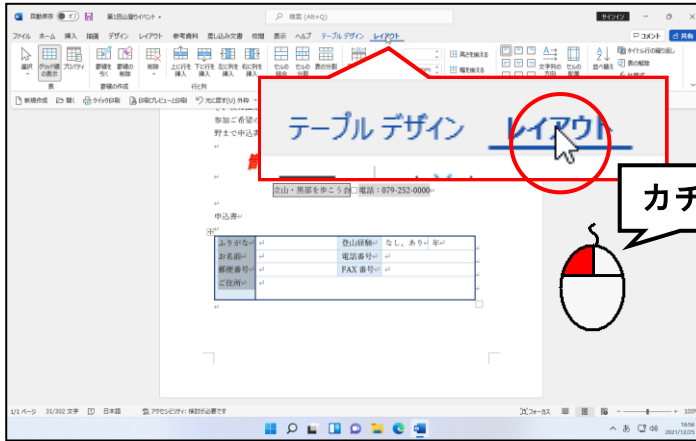 自動保存 オフ 第1回山登りイベント 検索 (Alt+Q) サインイン
ファイル ホーム 挿入 描画 デザイン レイアウト 参考資料 差し込み文書 校閲 表示 ヘルプ テーブル デザイン レイアウト コメント 共有
選択 グリッド線の表示 プロパティ 罫線を引く 罫線の削除 削除 上に行を挿入 下に行を挿入 左に列を挿入 右に列を挿入 セルの結合 セルの分割 表の分割 高さを揃える 幅を揃える 文字列の方向 セルの配置 並べ替え タイトル行の繰り返し 表の解除
表 罫線の作成 行と列
新規作成 開く クイック印刷 印刷プレビューと印刷 元に戻す(U) 外枠
参加ご希望の
野まで申込書
テーブル デザイン レイアウト
立山・黒部を歩こう会 電話：079-252-0000
カチ
申込書
ふりがな 登山経験 なし、あり 年
お名前 電話番号
郵便番号 FAX 番号
ご住所
1/1 ページ 31/302 文字 日本語 アクセシビリティ: 検討が必要です フォーカス 100%
あ 16:56
2021/12/25